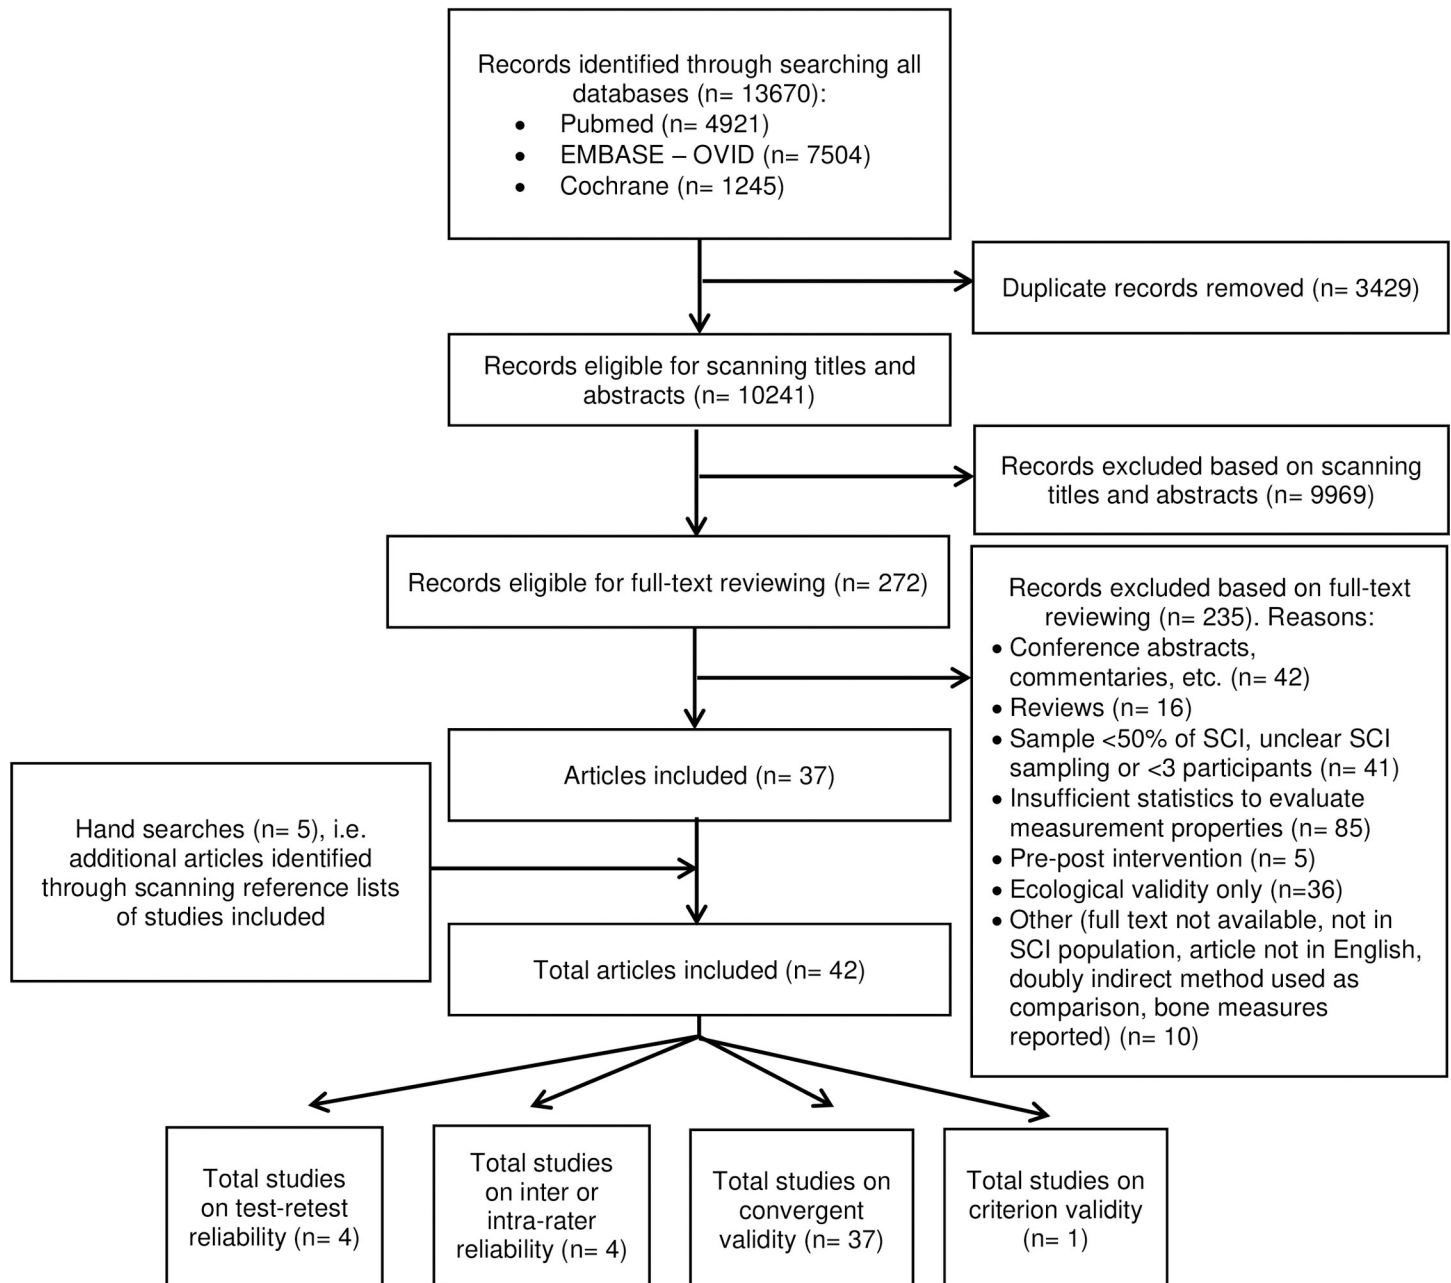 Records identified through searching all
databases (n= 13670):
• Pubmed (n= 4921)
• EMBASE – OVID (n= 7504)
• Cochrane (n= 1245)
Duplicate records removed (n= 3429)
Records eligible for scanning titles and
abstracts (n= 10241)
Records excluded based on scanning
titles and abstracts (n= 9969)
Records eligible for full-text reviewing (n= 272)
Records excluded based on full-text
reviewing (n= 235). Reasons:
• Conference abstracts,
commentaries, etc. (n= 42)
• Reviews (n= 16)
• Sample <50% of SCI, unclear SCI
sampling or <3 participants (n= 41)
• Insufficient statistics to evaluate
measurement properties (n= 85)
• Pre-post intervention (n= 5)
• Ecological validity only (n=36)
• Other (full text not available, not in
SCI population, article not in English,
doubly indirect method used as
comparison, bone measures
reported) (n= 10)
Articles included (n= 37)
Hand searches (n= 5), i.e.
additional articles identified
through scanning reference lists
of studies included
Total articles included (n= 42)
Total studies
on test-retest
reliability (n= 4)
Total studies
on inter or
intra-rater
reliability (n= 4)
Total studies on
convergent
validity (n= 37)
Total studies on
criterion validity
(n= 1)